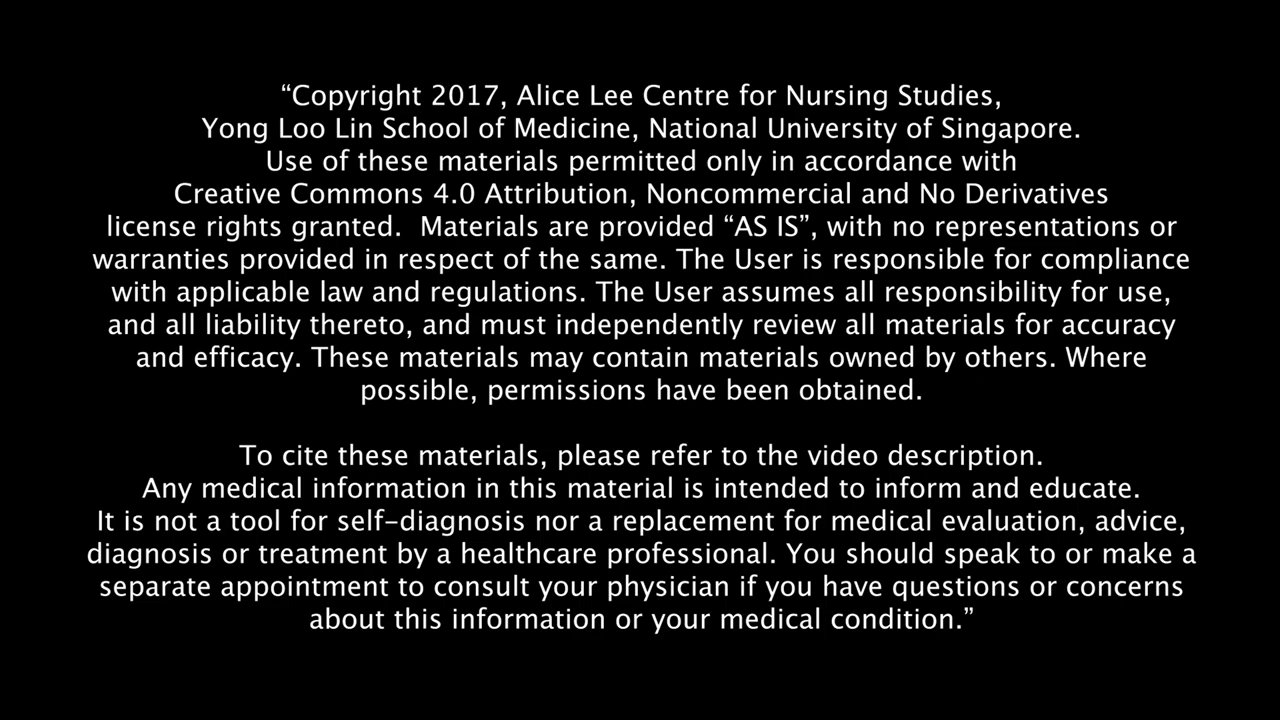 “Copyright 2017, Alice Lee Centre for Nursing Studies,
Yong Loo Lin School of Medicine, National University of Singapore.
Use of these materials permitted only in accordance with
Creative Commons 4.0 Attribution, Noncommercial and No Derivatives
license rights granted.  Materials are provided “AS IS”, with no representations or
warranties provided in respect of the same. The User is responsible for compliance
with applicable law and regulations. The User assumes all responsibility for use,
and all liability thereto, and must independently review all materials for accuracy
and efficacy. These materials may contain materials owned by others. Where
possible, permissions have been obtained.
To cite these materials, please refer to the video description.
Any medical information in this material is intended to inform and educate.
It is not a tool for self-diagnosis nor a replacement for medical evaluation, advice,
diagnosis or treatment by a healthcare professional. You should speak to or make a
separate appointment to consult your physician if you have questions or concerns
about this information or your medical condition.”